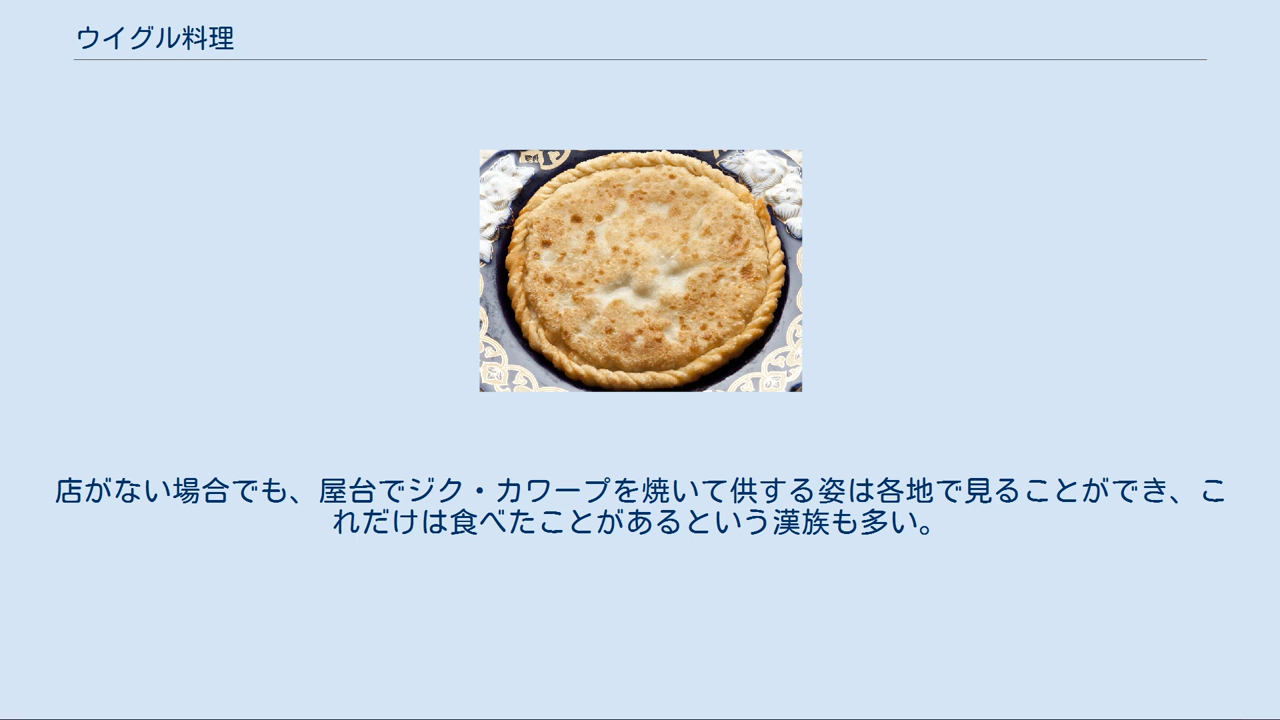 ウイグル料理
店がない場合でも、屋台でジク・カワープを焼いて供する姿は各地で見ることができ、こ
れだけは食べたことがあるという漢族も多い。